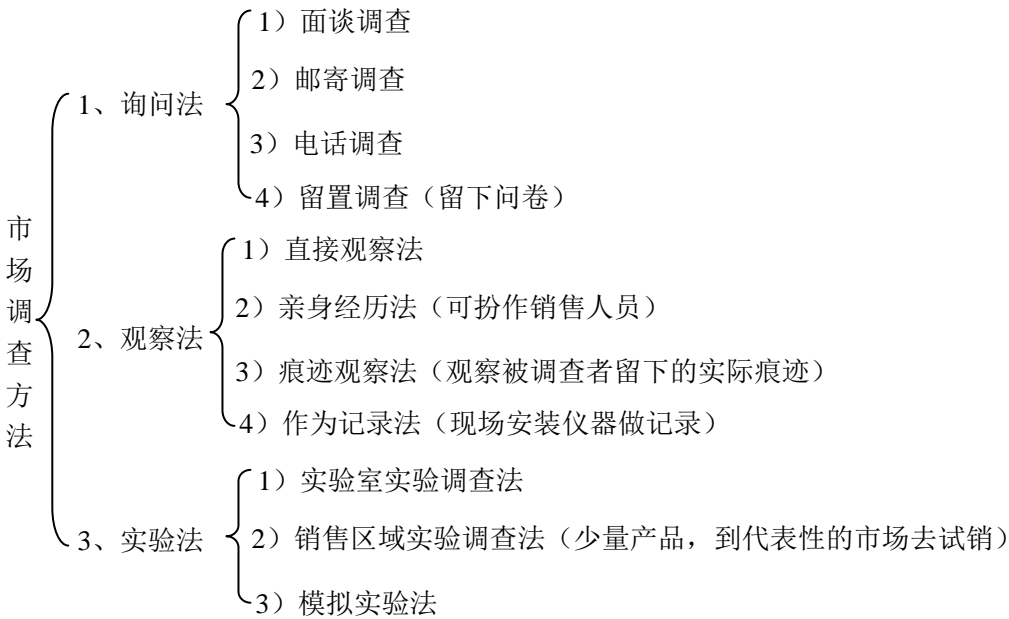 市场调查方法
1、询问法
1）面谈调查
2）邮寄调查
3）电话调查
4）留置调查（留下问卷）
2、观察法
1）直接观察法
2）亲身经历法（可扮作销售人员）
3）痕迹观察法（观察被调查者留下的实际痕迹）
4）作为记录法（现场安装仪器做记录）
3、实验法
1）实验室实验调查法
2）销售区域实验调查法（少量产品，到代表性的市场去试销）
3）模拟实验法